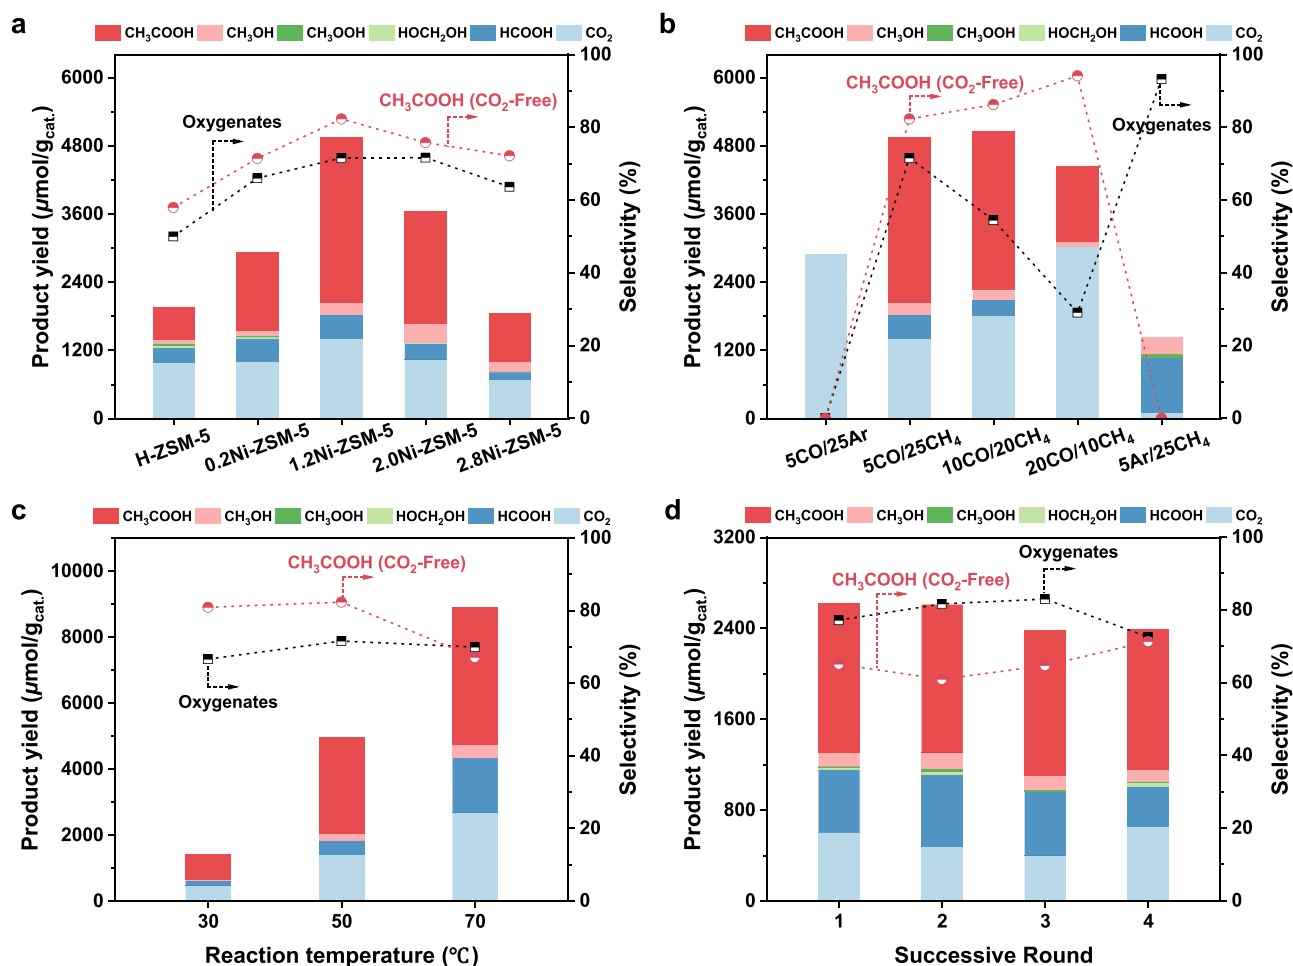 a
CH₃COOH CH₃OH CH₃OOH HOCH₂OH HCOOH CO₂
Product yield (μmol/g_cat.)
6000
4800
3600
2400
1200
0
100
80
60
40
20
0
Selectivity (%)
CH₃COOH (CO₂-Free)
Oxygenates
H-ZSM-5 0.2Ni-ZSM-5 1.2Ni-ZSM-5 2.0Ni-ZSM-5 2.8Ni-ZSM-5
b
CH₃COOH CH₃OH CH₃OOH HOCH₂OH HCOOH CO₂
Product yield (μmol/g_cat.)
6000
4800
3600
2400
1200
0
100
80
60
40
20
0
Selectivity (%)
CH₃COOH (CO₂-Free)
Oxygenates
5CO/25Ar 5CO/25CH₄ 10CO/20CH₄ 20CO/10CH₄ 5Ar/25CH₄
c
CH₃COOH CH₃OH CH₃OOH HOCH₂OH HCOOH CO₂
Product yield (μmol/g_cat.)
10000
8000
6000
4000
2000
0
100
80
60
40
20
0
Selectivity (%)
CH₃COOH (CO₂-Free)
Oxygenates
30 50 70
Reaction temperature (℃)
d
CH₃COOH CH₃OH CH₃OOH HOCH₂OH HCOOH CO₂
Product yield (μmol/g_cat.)
3200
2400
1600
800
0
100
80
60
40
20
0
Selectivity (%)
Oxygenates
CH₃COOH (CO₂-Free)
1 2 3 4
Successive Round